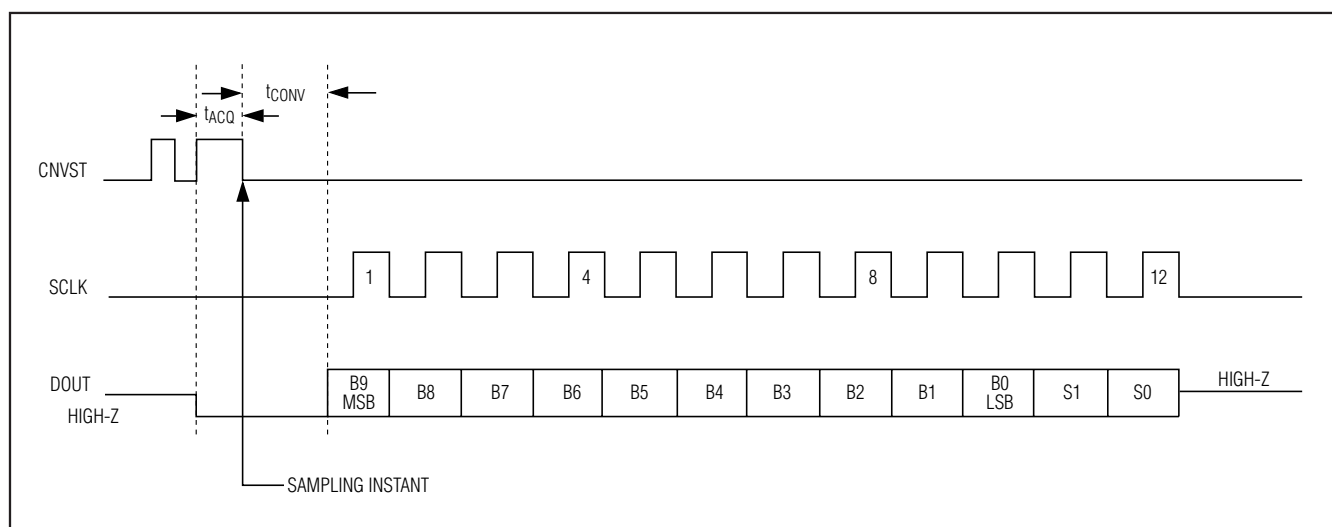 tCONV
tACQ
CNVST
SCLK
1
4
8
12
DOUT
HIGH-Z
B9
MSB
B8
B7
B6
B5
B4
B3
B2
B1
B0
LSB
S1
S0
HIGH-Z
SAMPLING INSTANT